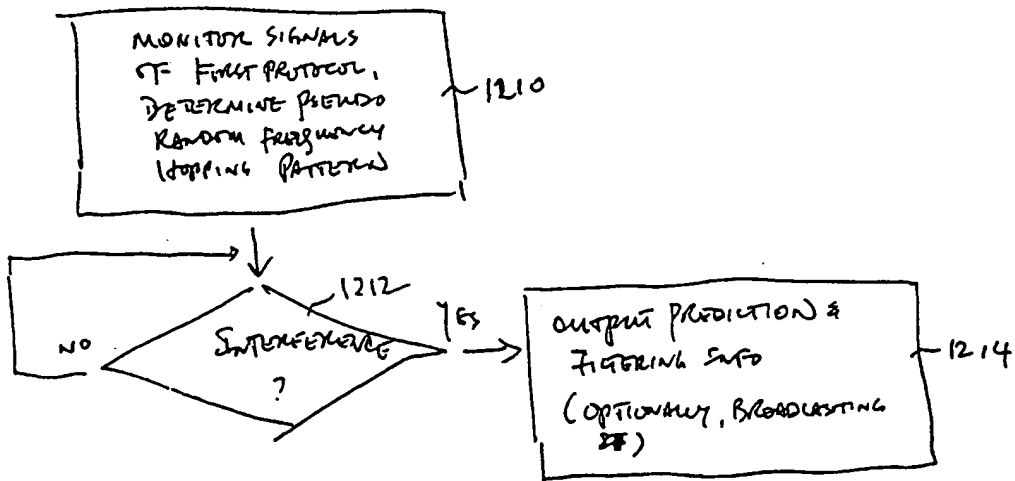 MONITOR SIGNALS
OF FIRST PROTOCOL,
DETERMINE PSEUDO
RANDOM FREQUENCY
HOPPING PATTERN
1210
1212
INTERFERENCE
?
NO
YES
OUTPUT PREDICTION &
FILTERING INFO
(OPTIONALLY, BROADCASTING
)
1214